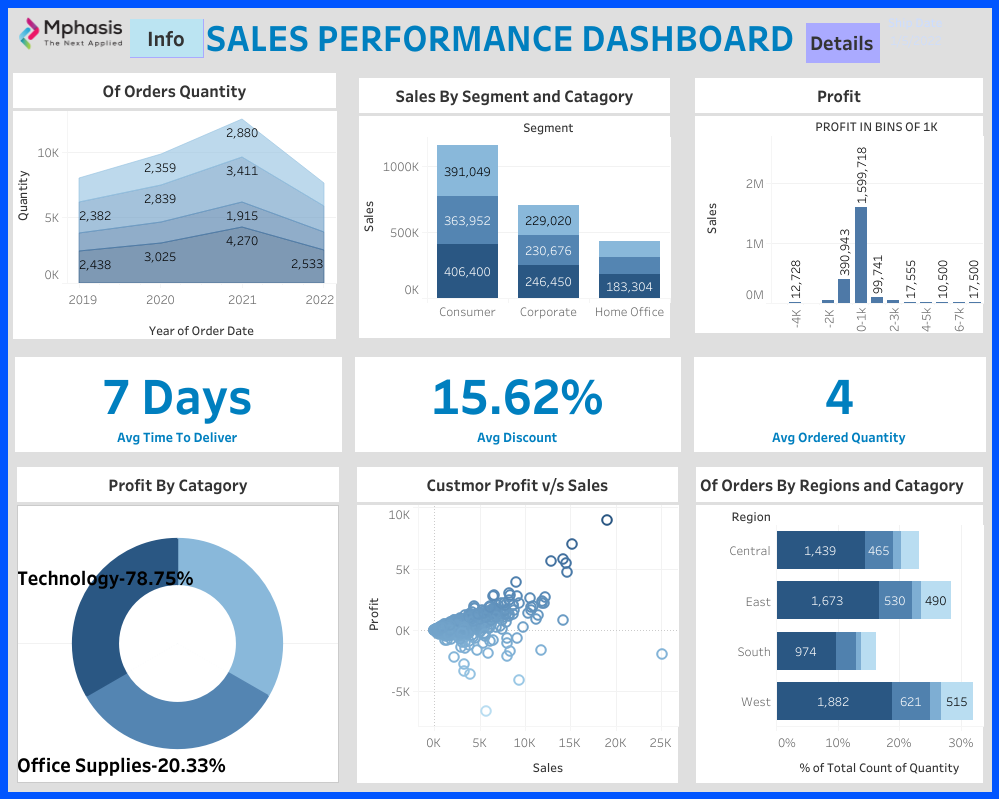 Mphasis
The Next Applied
Info
SALES PERFORMANCE DASHBOARD
Details
Of Orders Quantity
Quantity
10K
5K
0K
2,880
2,359
3,411
2,839
2,382
1,915
4,270
3,025
2,438
2,533
2019 2020 2021 2022
Year of Order Date
Sales By Segment and Catagory
Segment
Sales
1000K
500K
0K
391,049
363,952
406,400
229,020
230,676
246,450
183,304
Consumer Corporate Home Office
Profit
PROFIT IN BINS OF 1K
Sales
2M
1M
0M
12,728
390,943
1,599,718
99,741
17,555
10,500
17,500
-4K -2K 0-1k 2-3k 4-5k 6-7k
7 Days
Avg Time To Deliver
15.62%
Avg Discount
4
Avg Ordered Quantity
Profit By Catagory
Technology-78.75%
Office Supplies-20.33%
Custmor Profit v/s Sales
Profit
10K
5K
0K
-5K
0K 5K 10K 15K 20K 25K
Sales
Of Orders By Regions and Catagory
Region
Central 1,439 465
East 1,673 530 490
South 974
West 1,882 621 515
0% 10% 20% 30%
% of Total Count of Quantity